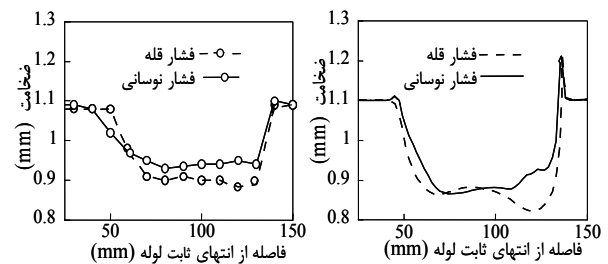 1.3
1.2
1.1
1
0.9
0.8
ضخامت (mm)
فشار قله
فشار نوسانی
50
100
150
فاصله از انتهای ثابت لوله (mm)
1.3
1.2
1.1
1
0.9
0.8
ضخامت (mm)
فشار قله
فشار نوسانی
50
100
150
فاصله از انتهای ثابت لوله (mm)